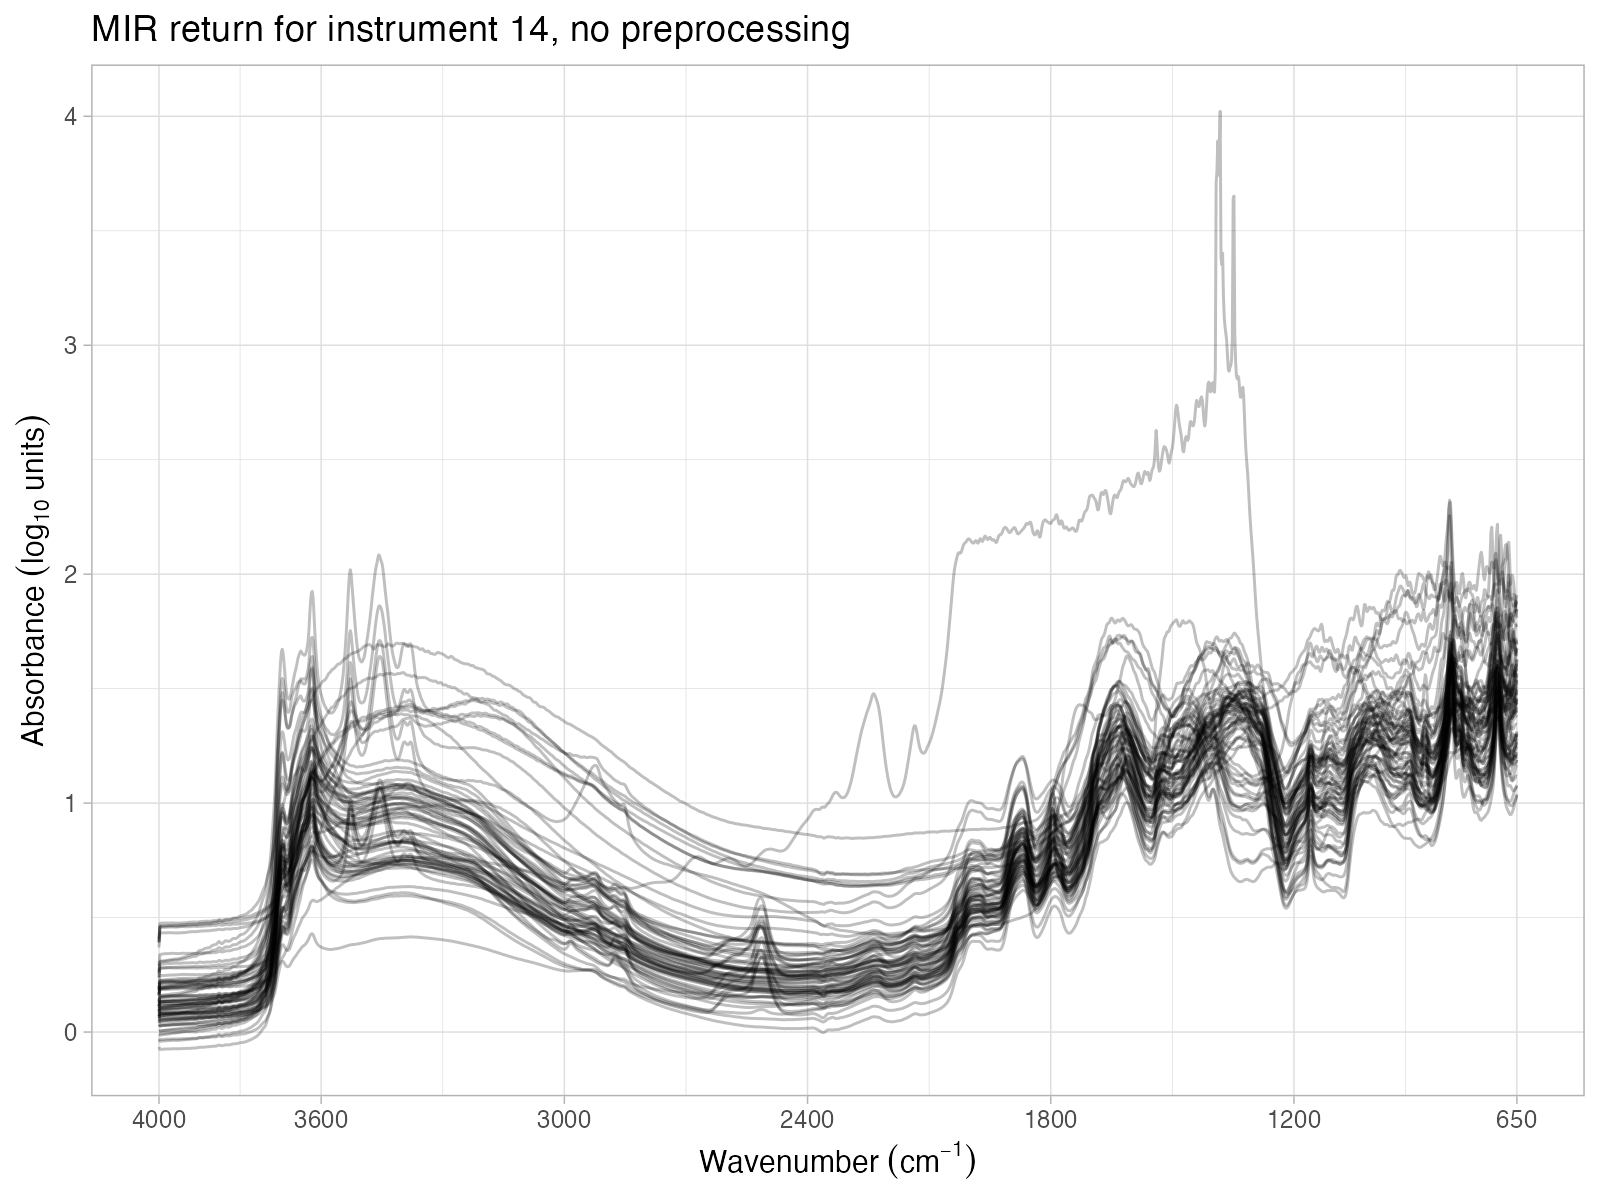 MIR return for instrument 14, no preprocessing
4
3
2
1
0
Absorbance (log₁₀ units)
4000 3600 3000 2400 1800 1200 650
Wavenumber (cm⁻¹)